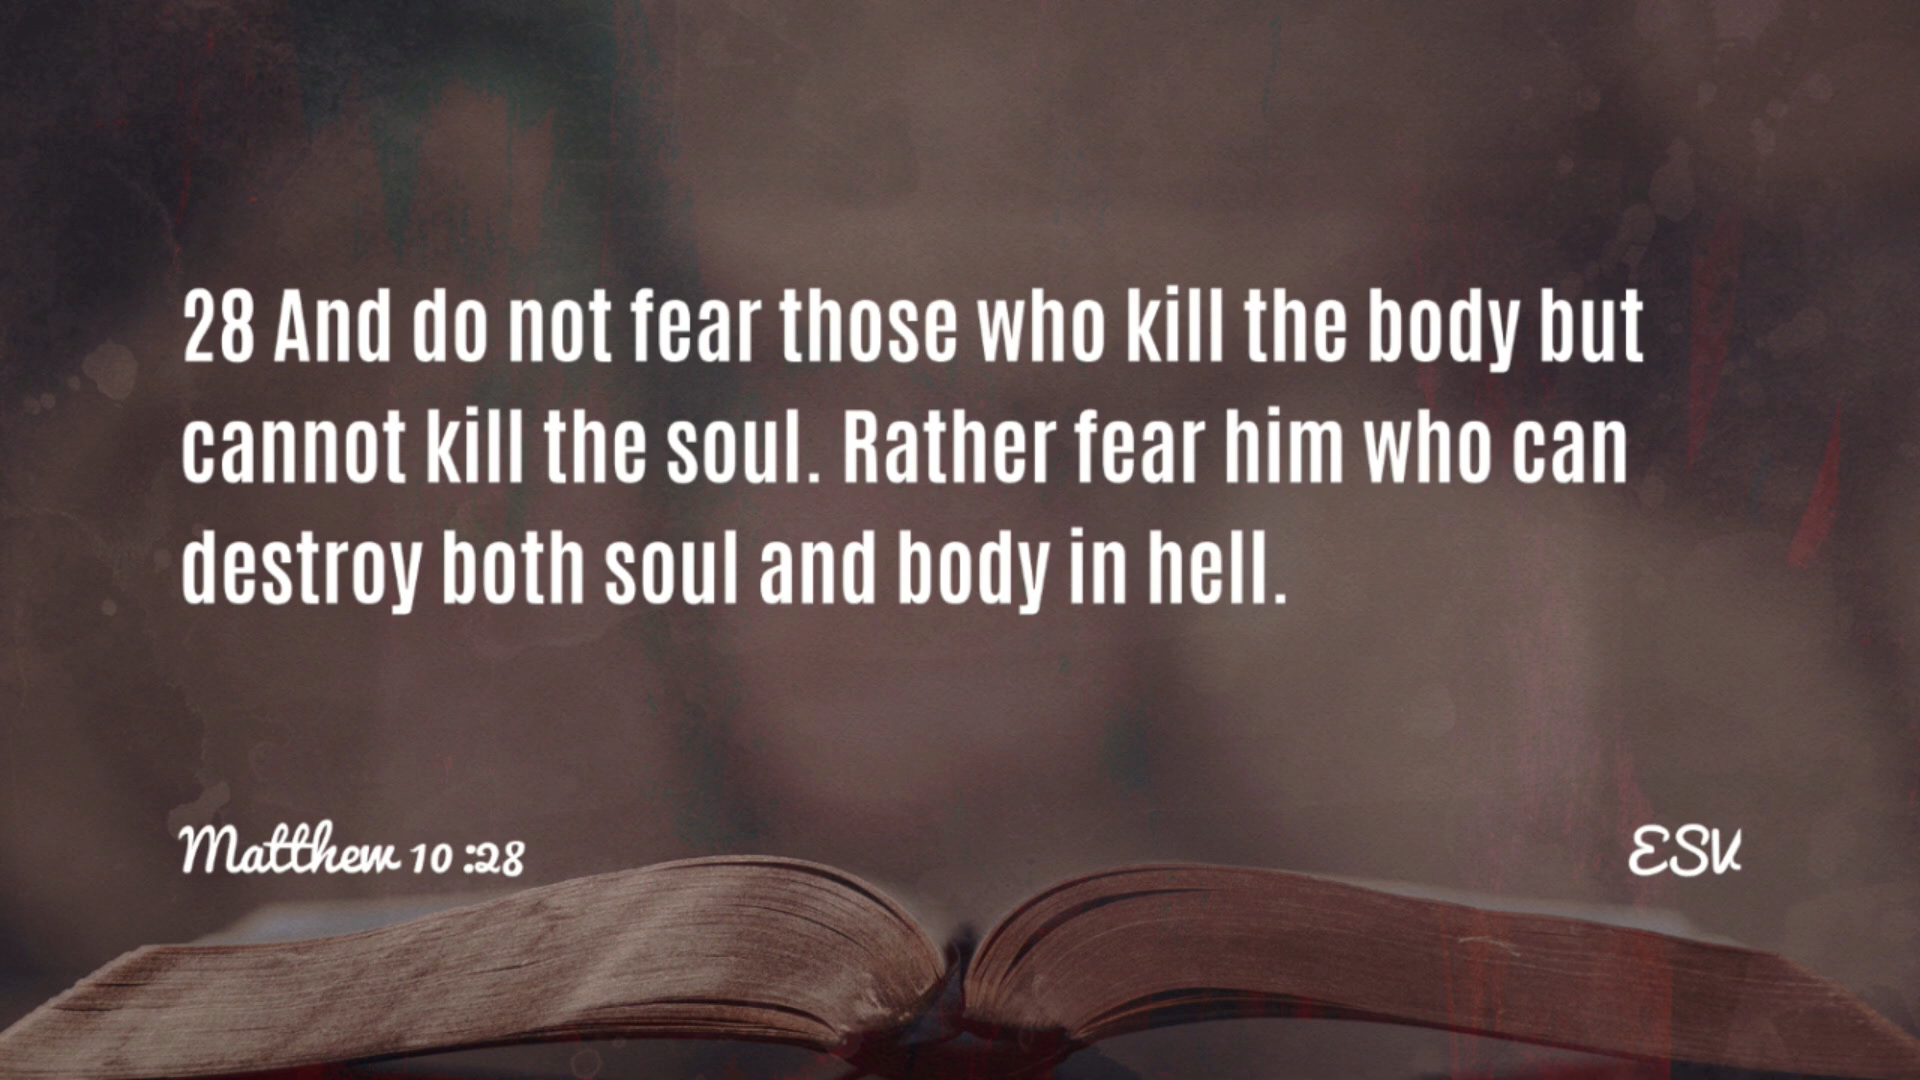 28 And do not fear those who kill the body but
cannot kill the soul. Rather fear him who can
destroy both soul and body in hell.
Matthew 10 :28
ESV